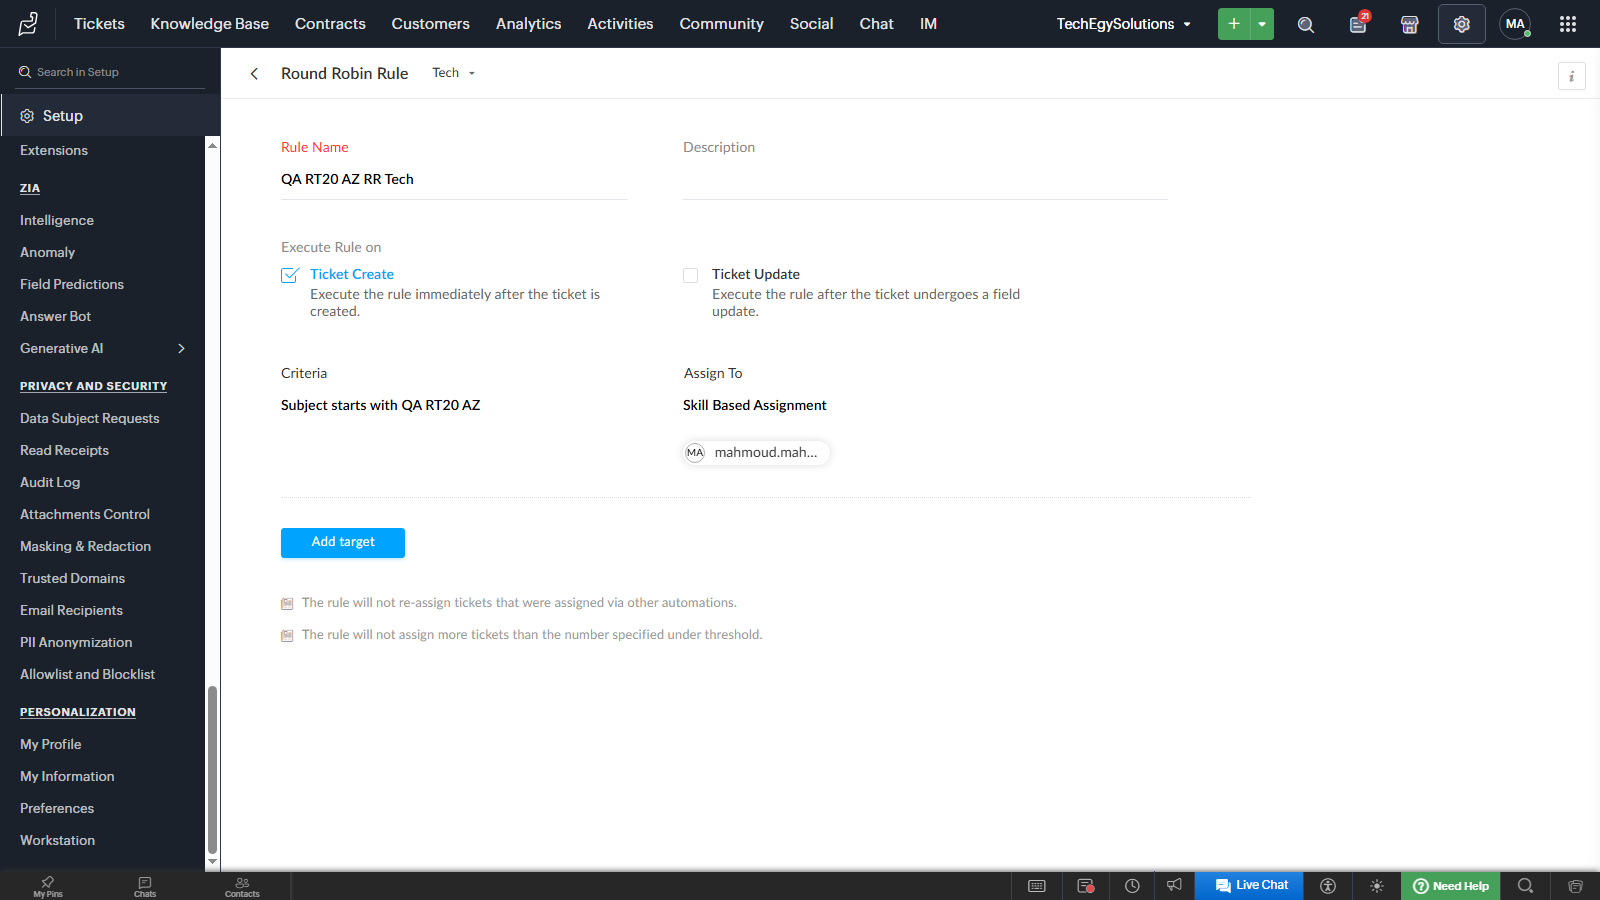 Tickets Knowledge Base Contracts Customers Analytics Activities Community Social Chat IM TechEgySolutions 21 MA
Search in Setup
Setup
Extensions
ZIA
Intelligence
Anomaly
Field Predictions
Answer Bot
Generative AI
PRIVACY AND SECURITY
Data Subject Requests
Read Receipts
Audit Log
Attachments Control
Masking & Redaction
Trusted Domains
Email Recipients
PII Anonymization
Allowlist and Blocklist
PERSONALIZATION
My Profile
My Information
Preferences
Workstation
Round Robin Rule Tech
i
Rule Name Description
QA RT20 AZ RR Tech
Execute Rule on
Ticket Create
Execute the rule immediately after the ticket is
created.
Ticket Update
Execute the rule after the ticket undergoes a field
update.
Criteria
Subject starts with QA RT20 AZ
Assign To
Skill Based Assignment
MA mahmoud.mah...
Add target
The rule will not re-assign tickets that were assigned via other automations.
The rule will not assign more tickets than the number specified under threshold.
My Pins Chats Contacts Live Chat Need Help